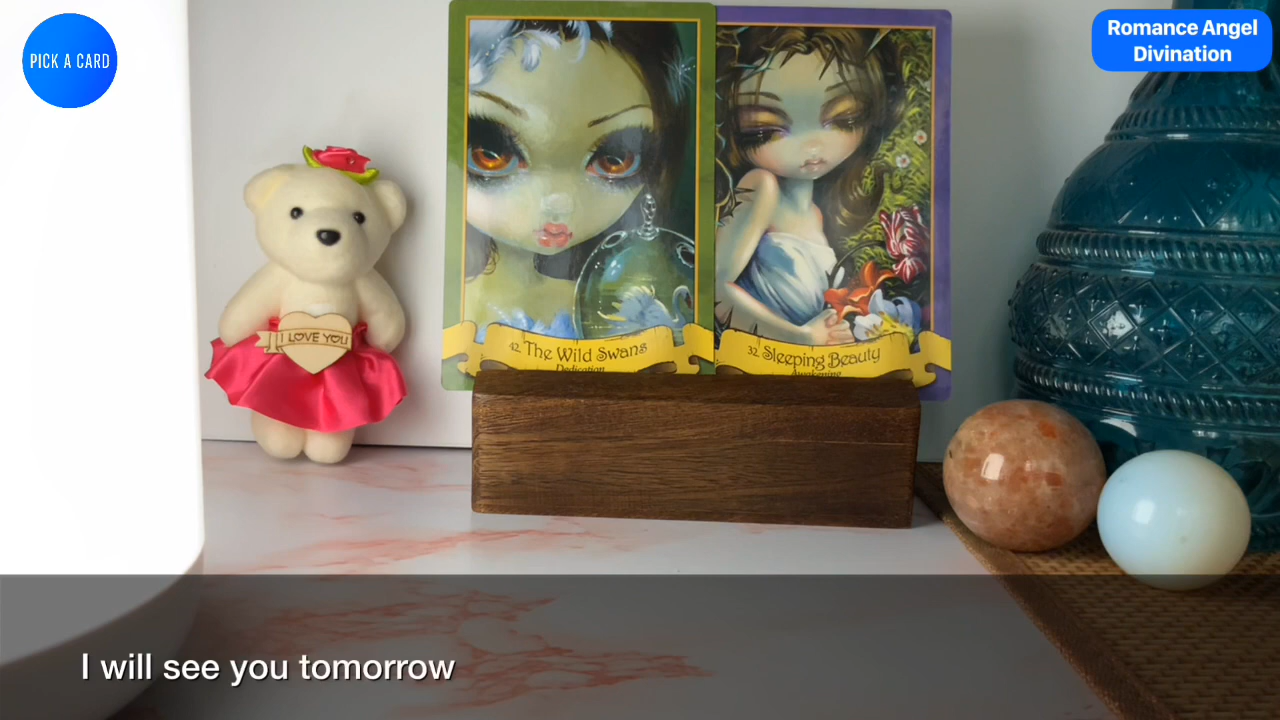 PICK A CARD
Romance Angel
Divination
I LOVE YOU
42 The Wild Swans
Dedication
32 Sleeping Beauty
Awakening
I will see you tomorrow